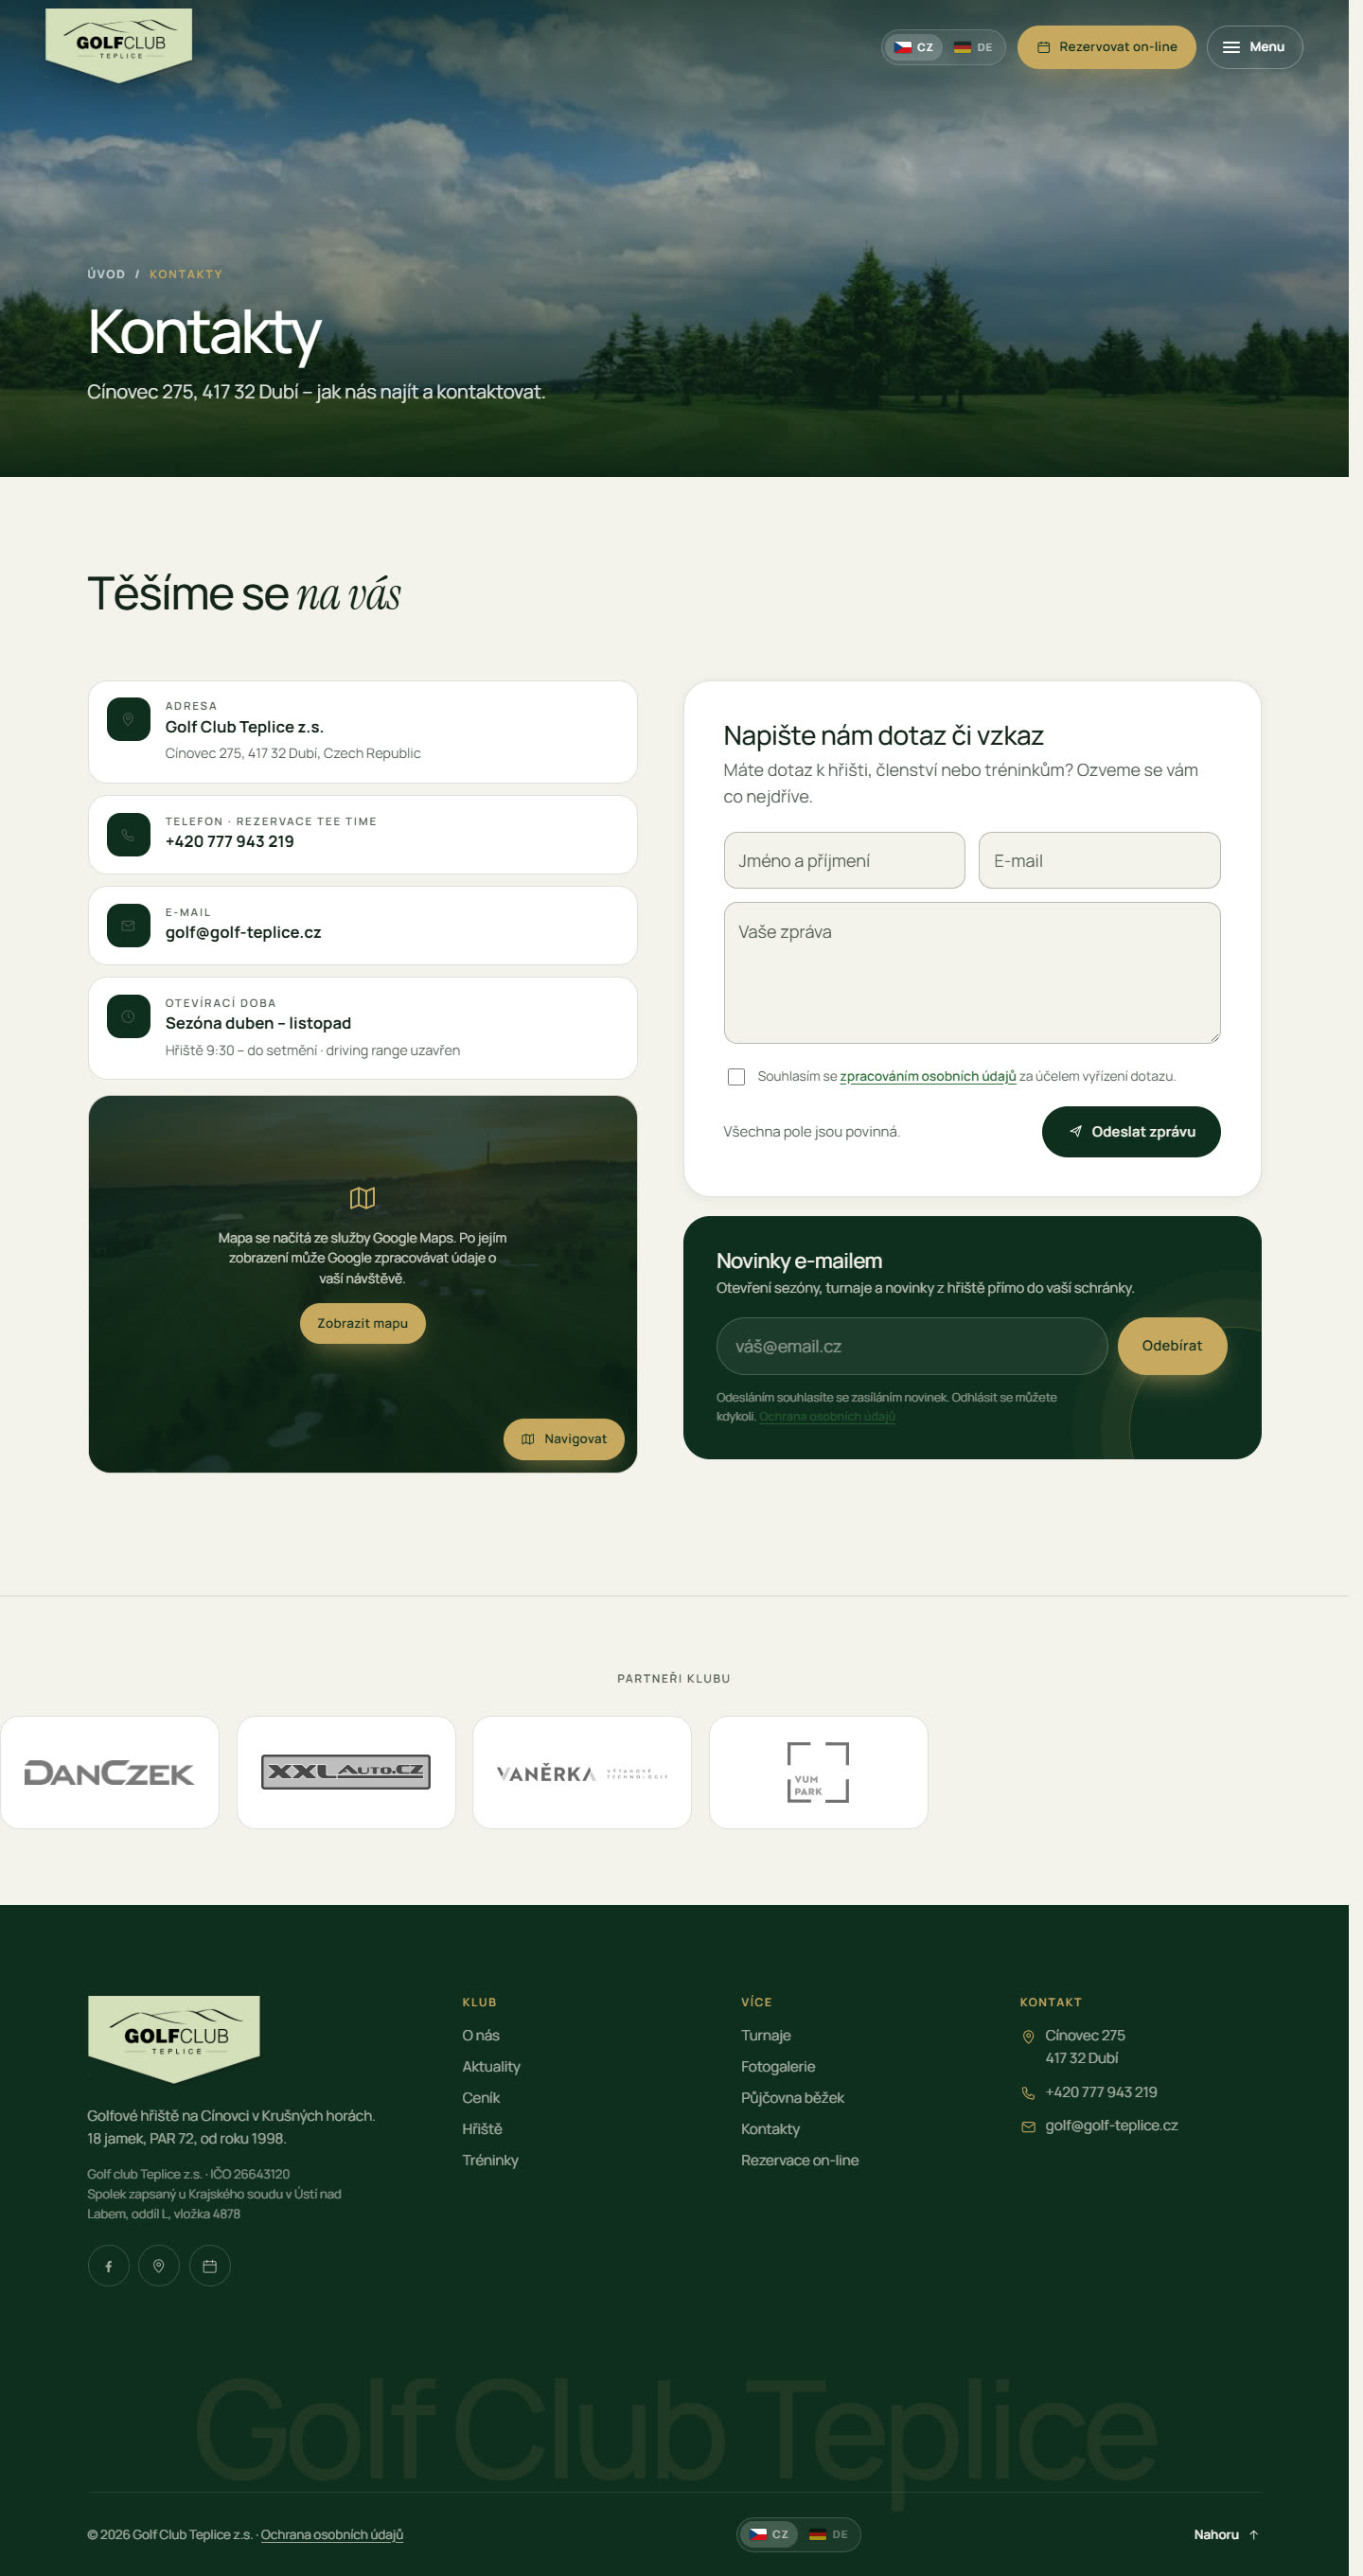 GOLFCLUB
TEPLICE
CZ
DE
Rezervovat on-line
Menu
ÚVOD / KONTAKTY
Kontakty
Cínovec 275, 417 32 Dubí – jak nás najít a kontaktovat.
Těšíme se na vás
ADRESA
Golf Club Teplice z.s.
Cínovec 275, 417 32 Dubí, Czech Republic
TELEFON · REZERVACE TEE TIME
+420 777 943 219
E-MAIL
golf@golf-teplice.cz
OTEVÍRACÍ DOBA
Sezóna duben – listopad
Hřiště 9:30 – do setmění · driving range uzavřen
Mapa se načítá ze služby Google Maps. Po jejím
zobrazení může Google zpracovávat údaje o
vaší návštěvě.
Zobrazit mapu
Navigovat
Napište nám dotaz či vzkaz
Máte dotaz k hřišti, členství nebo tréninkům? Ozveme se vám
co nejdříve.
Jméno a příjmení
E-mail
Vaše zpráva
Souhlasím se zpracováním osobních údajů za účelem vyřízení dotazu.
Všechna pole jsou povinná.
Odeslat zprávu
Novinky e-mailem
Otevření sezóny, turnaje a novinky z hřiště přímo do vaší schránky.
váš@email.cz
Odebírat
Odesláním souhlasíte se zasíláním novinek. Odhlásit se můžete
kdykoli. Ochrana osobních údajů
PARTNEŘI KLUBU
DANCZEK
XXLAUTO.CZ
VANĚRKA
VĚTANOVÉ
TECHNOLOGIE
VUM
PARK
GOLFCLUB
TEPLICE
Golfové hřiště na Cínovci v Krušných horách.
18 jamek, PAR 72, od roku 1998.
Golf club Teplice z.s. · IČO 26643120
Spolek zapsaný u Krajského soudu v Ústí nad
Labem, oddíl L, vložka 4878
KLUB
O nás
Aktuality
Ceník
Hřiště
Tréninky
VÍCE
Turnaje
Fotogalerie
Půjčovna běžek
Kontakty
Rezervace on-line
KONTAKT
Cínovec 275
417 32 Dubí
+420 777 943 219
golf@golf-teplice.cz
Golf Club Teplice
© 2026 Golf Club Teplice z.s. · Ochrana osobních údajů
CZ
DE
Nahoru